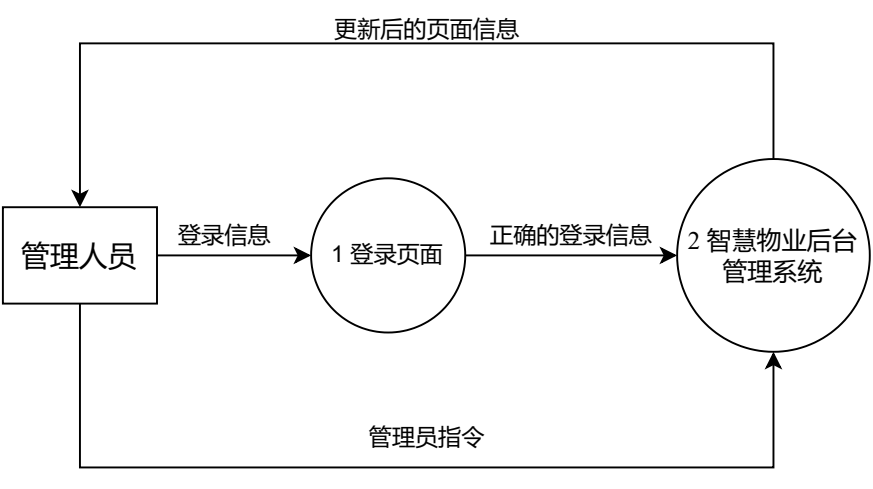 更新后的页面信息
管理人员
登录信息
1 登录页面
正确的登录信息
2 智慧物业后台
管理系统
管理员指令